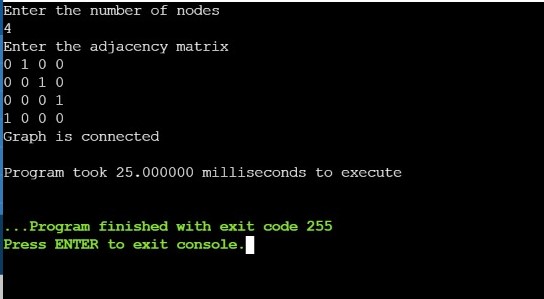 Enter the number of nodes
4
Enter the adjacency matrix
0 1 0 0
0 0 1 0
0 0 0 1
1 0 0 0
Graph is connected
Program took 25.000000 milliseconds to execute
...Program finished with exit code 255
Press ENTER to exit console.